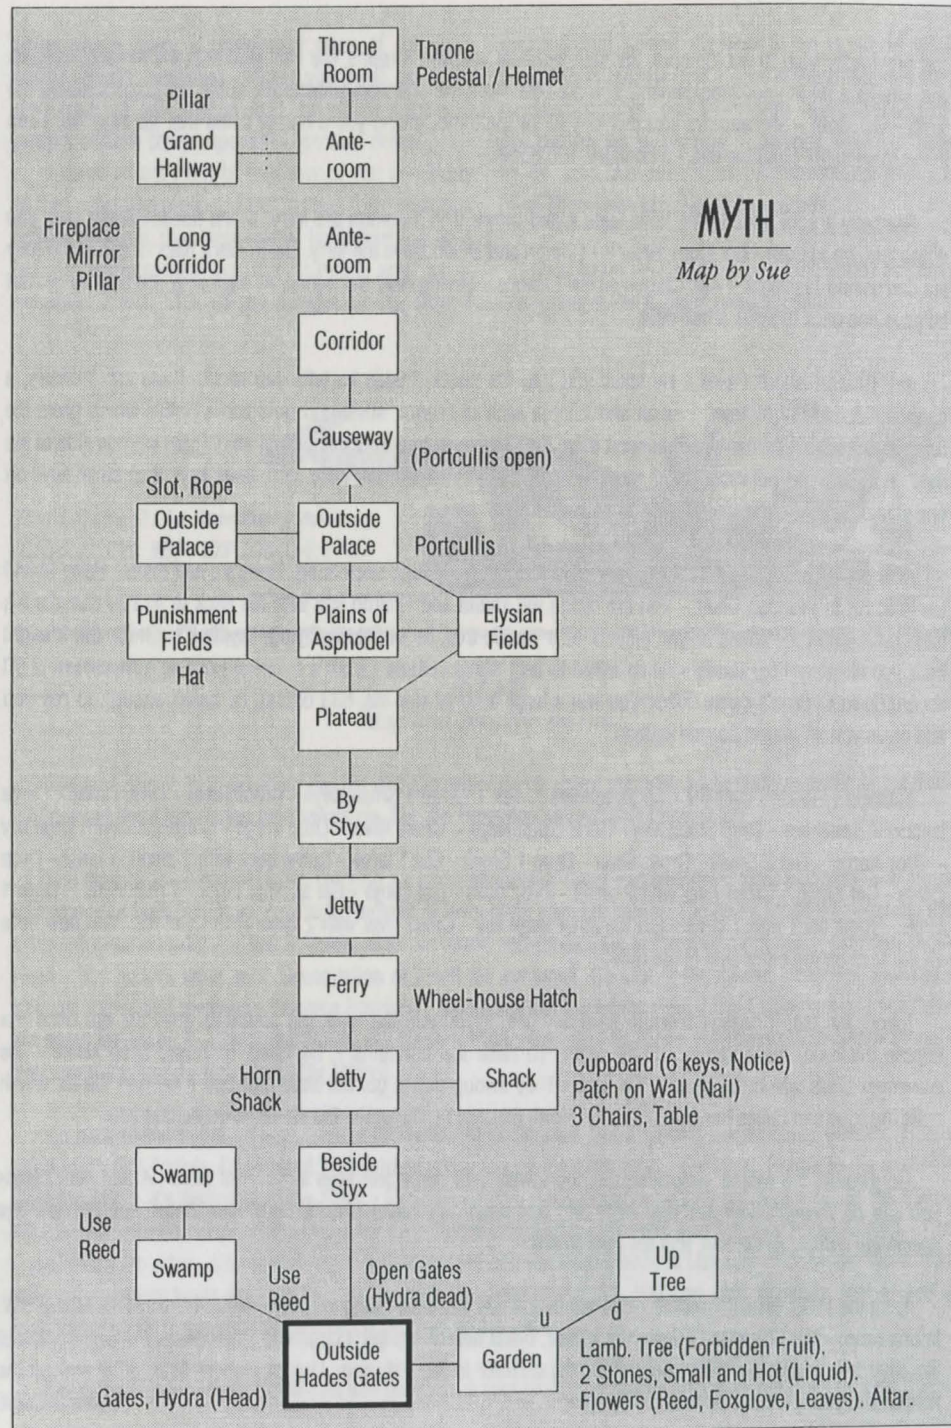 Throne
Room
Throne
Pedestal / Helmet
Pillar
Grand
Hallway
Ante-
room
MYTH
Map by Sue
Fireplace
Mirror
Pillar
Long
Corridor
Ante-
room
Corridor
Causeway
(Portcullis open)
Slot, Rope
Outside
Palace
Outside
Palace
Portcullis
Punishment
Fields
Hat
Plains of
Asphodel
Elysian
Fields
Plateau
By
Styx
Jetty
Ferry
Wheel-house Hatch
Horn
Shack
Jetty
Shack
Cupboard (6 keys, Notice)
Patch on Wall (Nail)
3 Chairs, Table
Swamp
Beside
Styx
Use
Reed
Swamp
Use
Reed
Open Gates
(Hydra dead)
Up
Tree
u
d
Outside
Hades Gates
Gates, Hydra (Head)
Garden
Lamb. Tree (Forbidden Fruit).
2 Stones, Small and Hot (Liquid).
Flowers (Reed, Foxglove, Leaves). Altar.